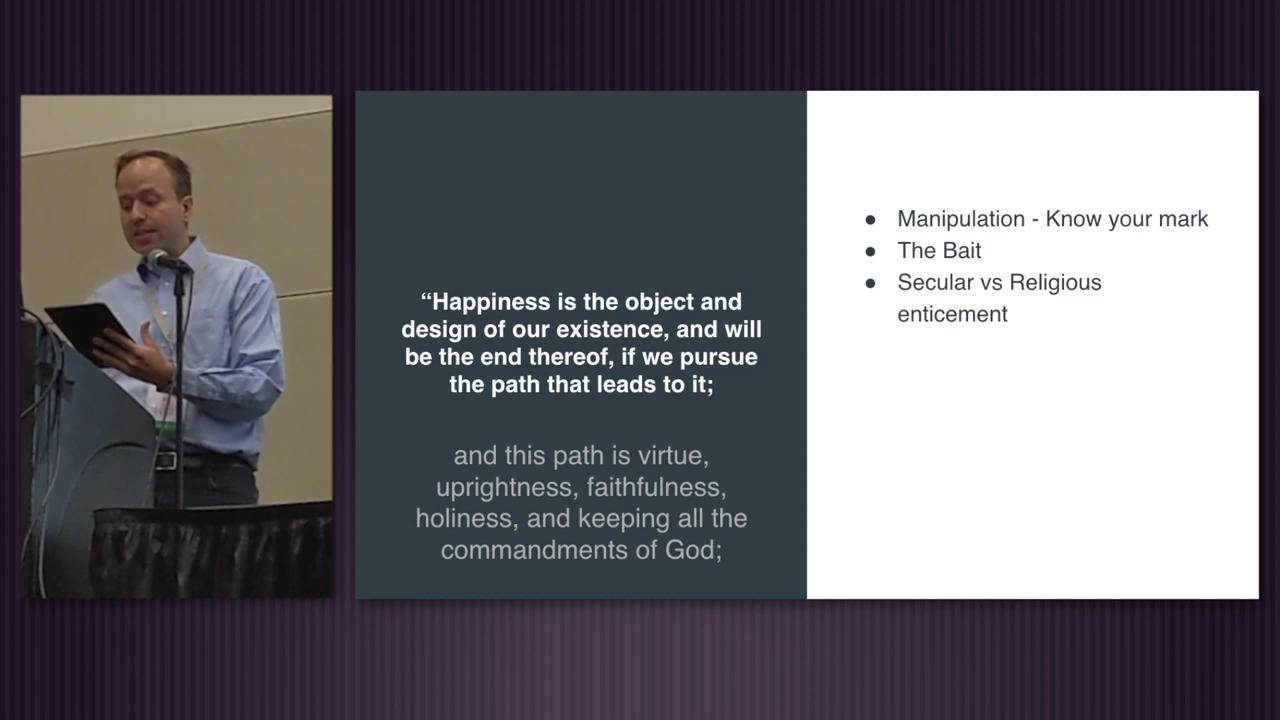 “Happiness is the object and
design of our existence, and will
be the end thereof, if we pursue
the path that leads to it;
and this path is virtue,
uprightness, faithfulness,
holiness, and keeping all the
commandments of God;
● Manipulation - Know your mark
● The Bait
● Secular vs Religious
enticement